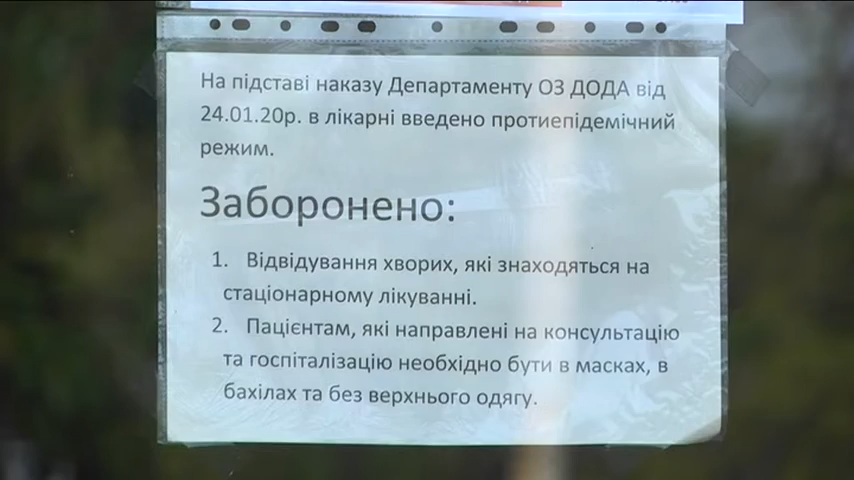 На підставі наказу Департаменту ОЗ ДОДА від
24.01.20р. в лікарні введено протиепідемічний
режим.
Заборонено:
1. Відвідування хворих, які знаходяться на
стаціонарному лікуванні.
2. Пацієнтам, які направлені на консультацію
та госпіталізацію необхідно бути в масках, в
бахілах та без верхнього одягу.